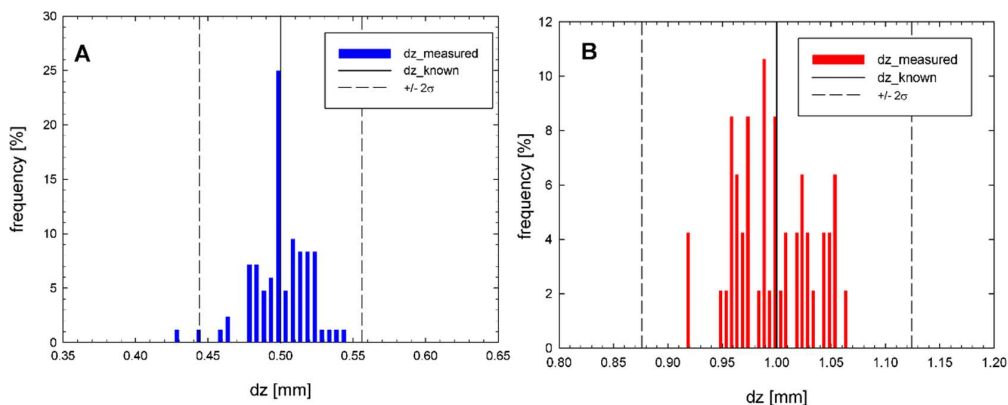 A
dz_measured
dz_known
+/- 2σ
frequency [%]
30
25
20
15
10
5
0
0.35 0.40 0.45 0.50 0.55 0.60 0.65
dz [mm]
B
dz_measured
dz_known
+/- 2σ
frequency [%]
12
10
8
6
4
2
0
0.80 0.85 0.90 0.95 1.00 1.05 1.10 1.15 1.20
dz [mm]